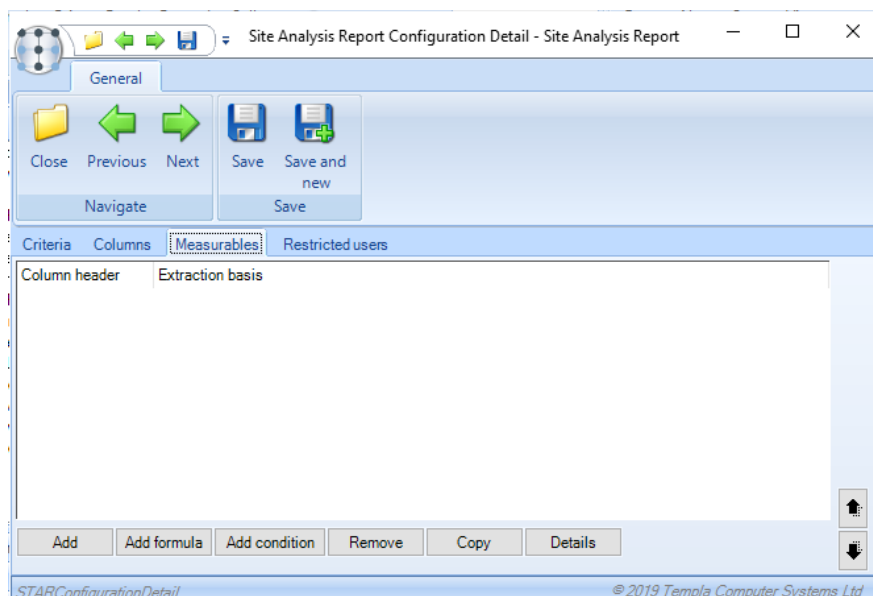 Site Analysis Report Configuration Detail - Site Analysis Report
General
Close Previous Next Save Save and new
Navigate Save
Criteria Columns Measurables Restricted users
Column header Extraction basis
Add Add formula Add condition Remove Copy Details
STARConfigurationDetail © 2019 Templa Computer Systems Ltd